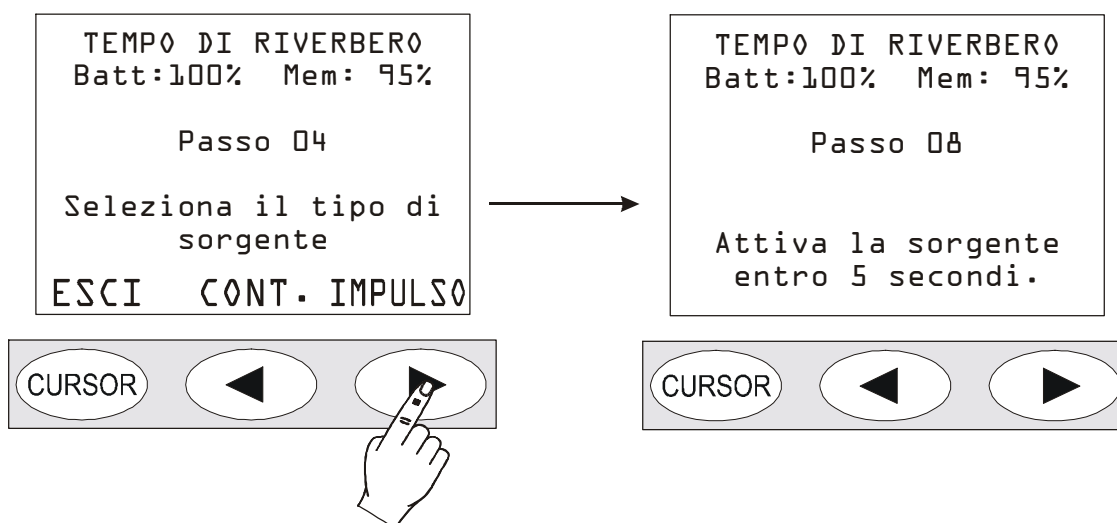 TEMPO DI RIVERBERO
Batt:100% Mem: 95%
Passo 04
Seleziona il tipo di
sorgente
ESCI CONT. IMPULSO
CURSOR
TEMPO DI RIVERBERO
Batt:100% Mem: 95%
Passo 08
Attiva la sorgente
entro 5 secondi.
CURSOR